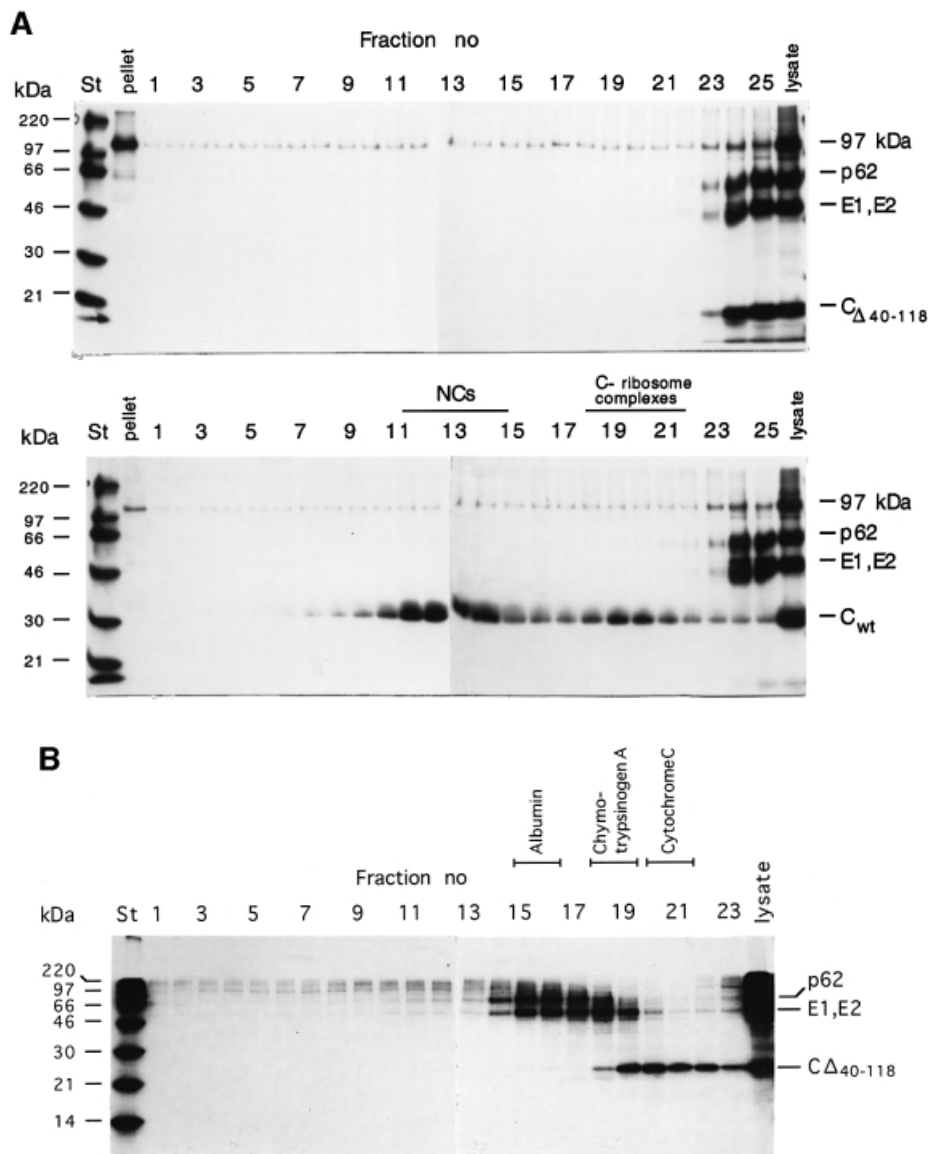 A
Fraction no
kDa St pellet 1 3 5 7 9 11 13 15 17 19 21 23 25 lysate
220
97
66
46
30
21
97 kDa
p62
E1,E2
CΔ40-118
NCs
C- ribosome
complexes
kDa St pellet 1 3 5 7 9 11 13 15 17 19 21 23 25 lysate
220
97
66
46
30
21
97 kDa
p62
E1,E2
Cwt
B
Albumin
Chymo-
trypsinogen A
CytochromeC
Fraction no
kDa St 1 3 5 7 9 11 13 15 17 19 21 23 lysate
220
97
66
46
30
21
14
p62
E1,E2
CΔ40-118